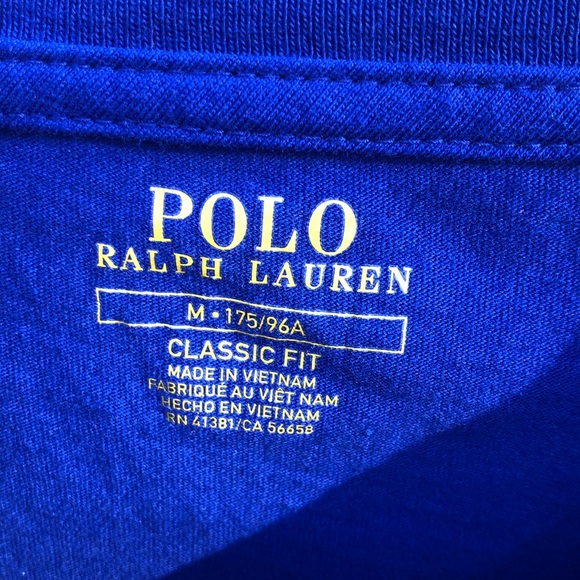 POLO
RALPH LAUREN
M • 175/96A
CLASSIC FIT
MADE IN VIETNAM
FABRIQUÉ AU VIÊT NAM
HECHO EN VIETNAM
RN 41381/CA 56658